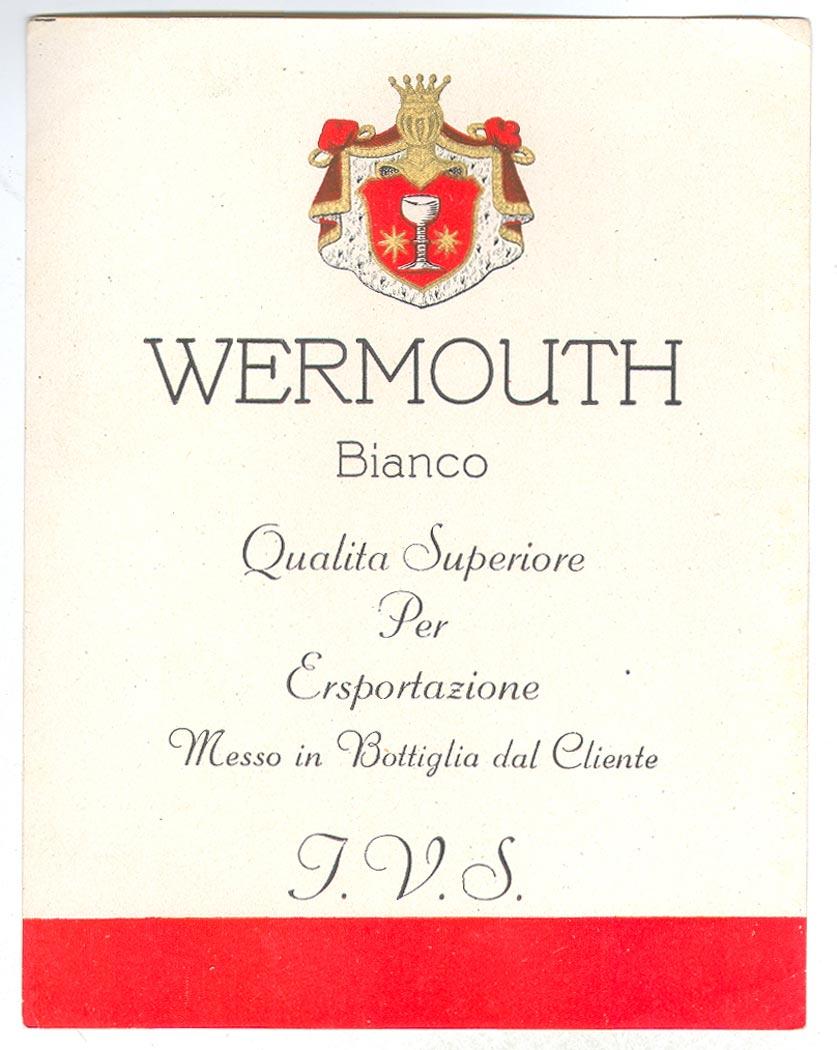 WERMOUTH
Bianco
Qualita Superiore
Per
Ersportazione
Messo in Bottiglia dal Cliente
I. V. S.